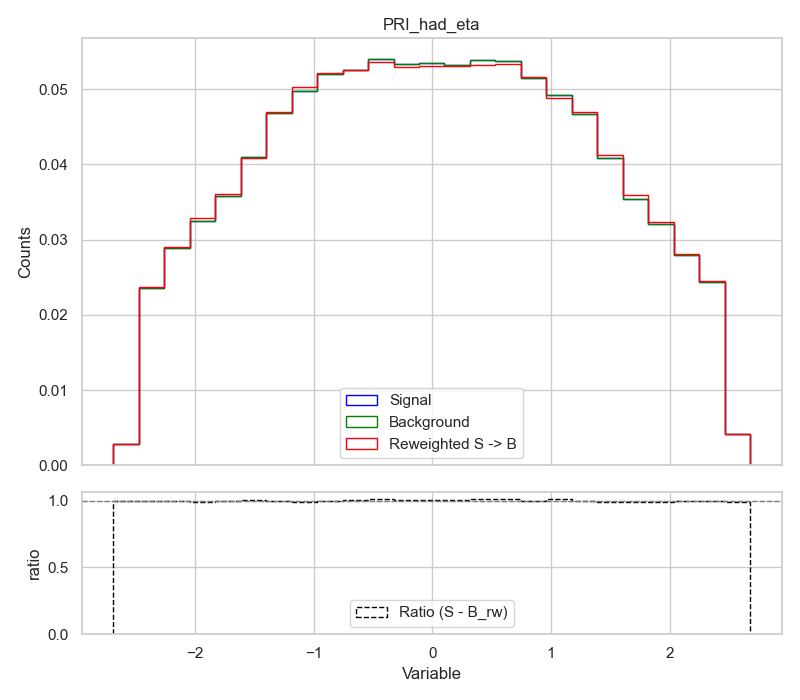 PRI_had_eta
Counts
0.05
0.04
0.03
0.02
0.01
0.00
Signal
Background
Reweighted S -> B
ratio
1.0
0.5
0.0
Ratio (S - B_rw)
−2
−1
0
1
2
Variable